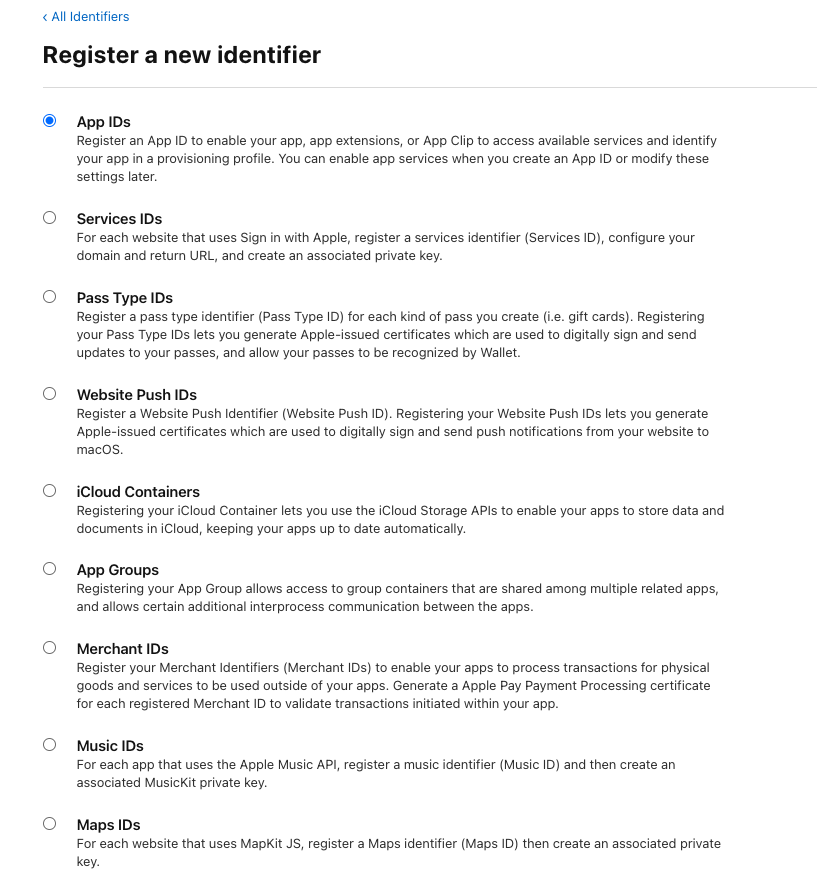 ‹ All Identifiers
Register a new identifier
App IDs
Register an App ID to enable your app, app extensions, or App Clip to access available services and identify
your app in a provisioning profile. You can enable app services when you create an App ID or modify these
settings later.
Services IDs
For each website that uses Sign in with Apple, register a services identifier (Services ID), configure your
domain and return URL, and create an associated private key.
Pass Type IDs
Register a pass type identifier (Pass Type ID) for each kind of pass you create (i.e. gift cards). Registering
your Pass Type IDs lets you generate Apple-issued certificates which are used to digitally sign and send
updates to your passes, and allow your passes to be recognized by Wallet.
Website Push IDs
Register a Website Push Identifier (Website Push ID). Registering your Website Push IDs lets you generate
Apple-issued certificates which are used to digitally sign and send push notifications from your website to
macOS.
iCloud Containers
Registering your iCloud Container lets you use the iCloud Storage APIs to enable your apps to store data and
documents in iCloud, keeping your apps up to date automatically.
App Groups
Registering your App Group allows access to group containers that are shared among multiple related apps,
and allows certain additional interprocess communication between the apps.
Merchant IDs
Register your Merchant Identifiers (Merchant IDs) to enable your apps to process transactions for physical
goods and services to be used outside of your apps. Generate a Apple Pay Payment Processing certificate
for each registered Merchant ID to validate transactions initiated within your app.
Music IDs
For each app that uses the Apple Music API, register a music identifier (Music ID) and then create an
associated MusicKit private key.
Maps IDs
For each website that uses MapKit JS, register a Maps identifier (Maps ID) then create an associated private
key.